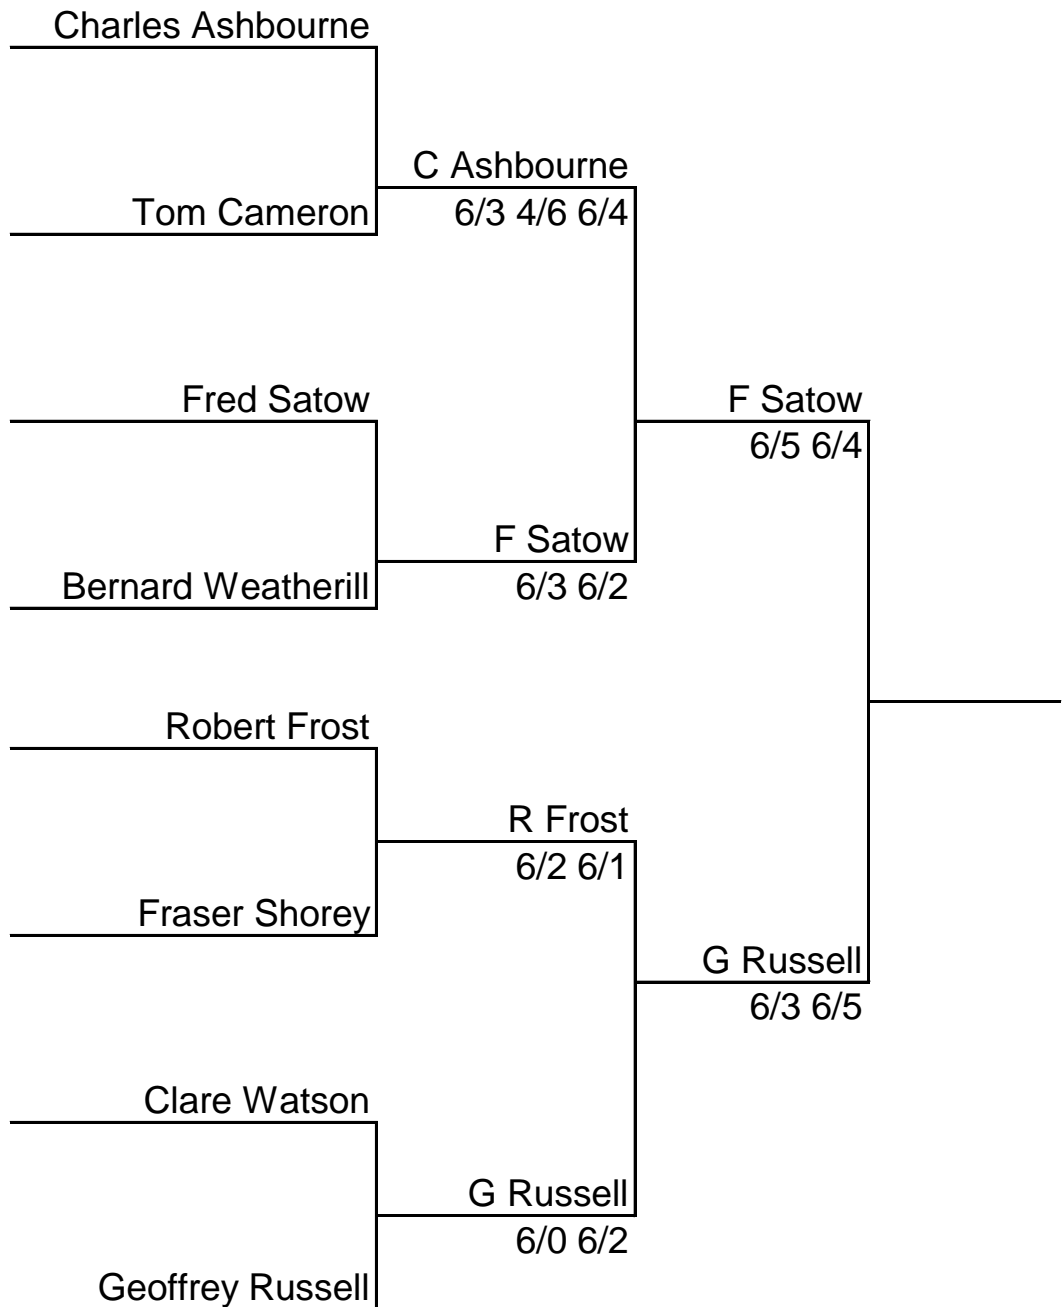 Charles Ashbourne
C Ashbourne
Tom Cameron
6/3 4/6 6/4
Fred Satow
F Satow
6/5 6/4
F Satow
Bernard Weatherill
6/3 6/2
Robert Frost
R Frost
6/2 6/1
Fraser Shorey
G Russell
6/3 6/5
Clare Watson
G Russell
6/0 6/2
Geoffrey Russell